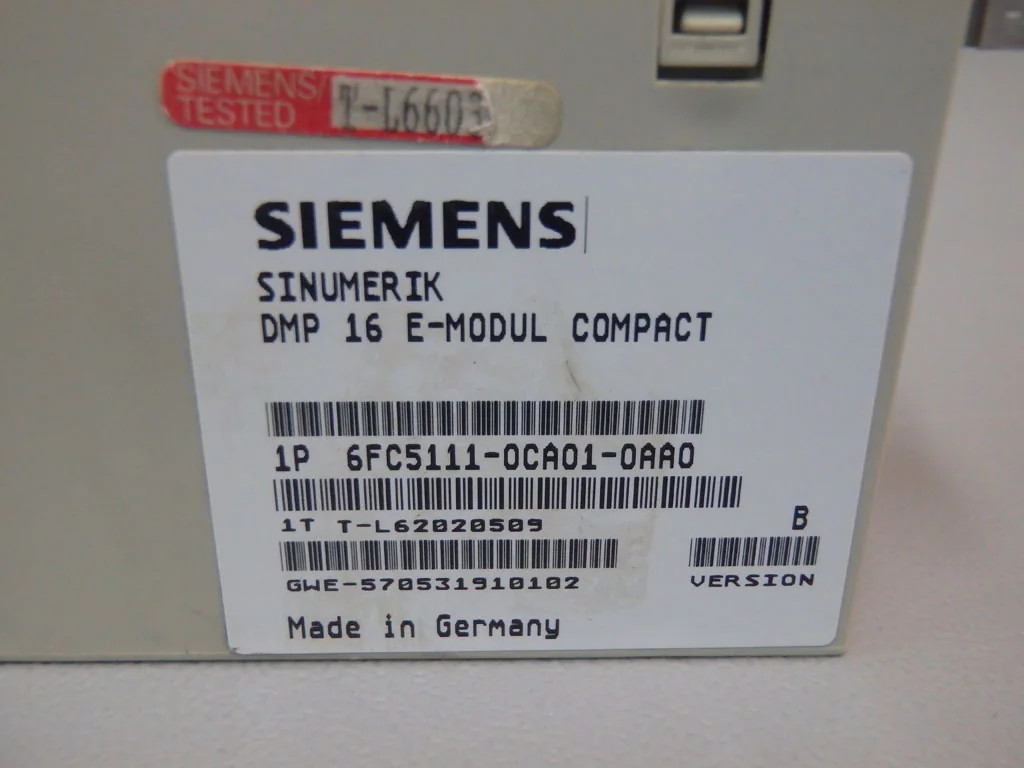 SIEMENS/
TESTED
T-L6603
SIEMENS
SINUMERIK
DMP 16 E-MODUL COMPACT
1P 6FC5111-0CA01-0AA0
1T T-L62020509
B
GWE-570531910102
VERSION
Made in Germany